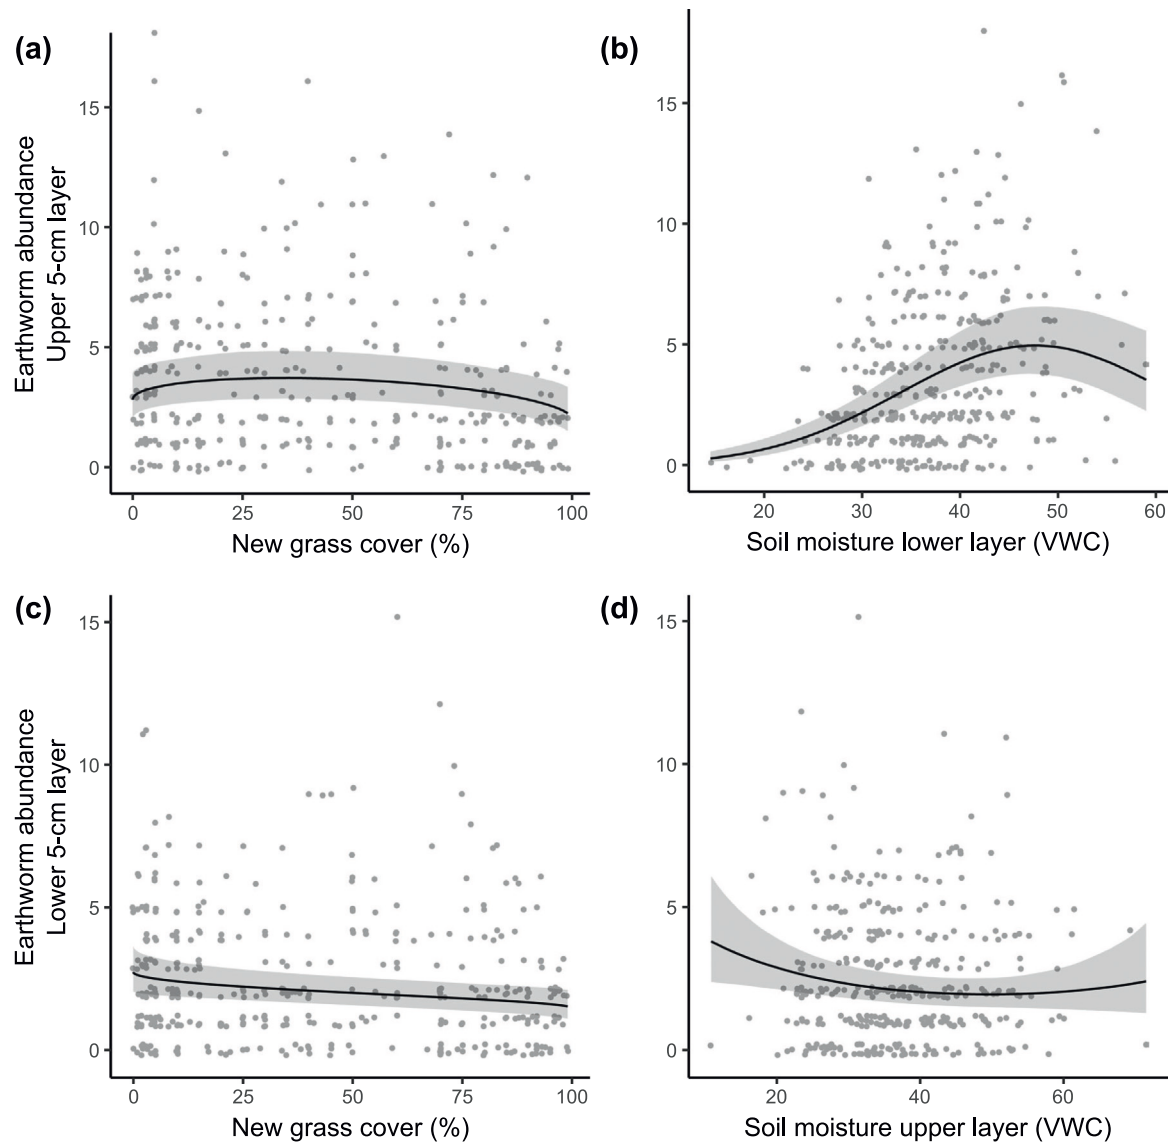 (a)
Earthworm abundance
Upper 5-cm layer
15
10
5
0
0 25 50 75 100
New grass cover (%)
(b)
15
10
5
0
20 30 40 50 60
Soil moisture lower layer (VWC)
(c)
Earthworm abundance
Lower 5-cm layer
15
10
5
0
0 25 50 75 100
New grass cover (%)
(d)
15
10
5
0
20 40 60
Soil moisture upper layer (VWC)